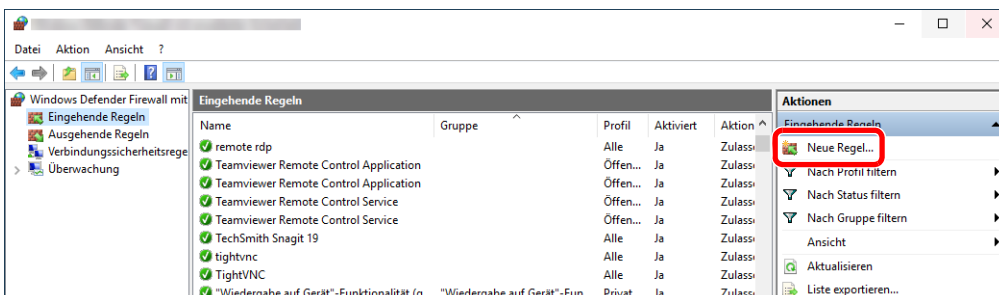 Datei Aktion Ansicht ?
Windows Defender Firewall mit
Eingehende Regeln
Ausgehende Regeln
Verbindungssicherheitsrege
Überwachung
Eingehende Regeln
Name Gruppe Profil Aktiviert Aktion
remote rdp Alle Ja Zulass
Teamviewer Remote Control Application Öffen... Ja Zulass
Teamviewer Remote Control Application Öffen... Ja Zulass
Teamviewer Remote Control Service Öffen... Ja Zulass
Teamviewer Remote Control Service Öffen... Ja Zulass
TechSmith Snagit 19 Alle Ja Zulass
tightvnc Alle Ja Zulass
TightVNC Alle Ja Zulass
"Wiedergabe auf Gerät"-Funktionalität (q "Wiedergabe auf Gerät"-Fun Privat Ja Zulass
Aktionen
Eingehende Regeln
Neue Regel...
Nach Profil filtern
Nach Status filtern
Nach Gruppe filtern
Ansicht
Aktualisieren
Liste exportieren...